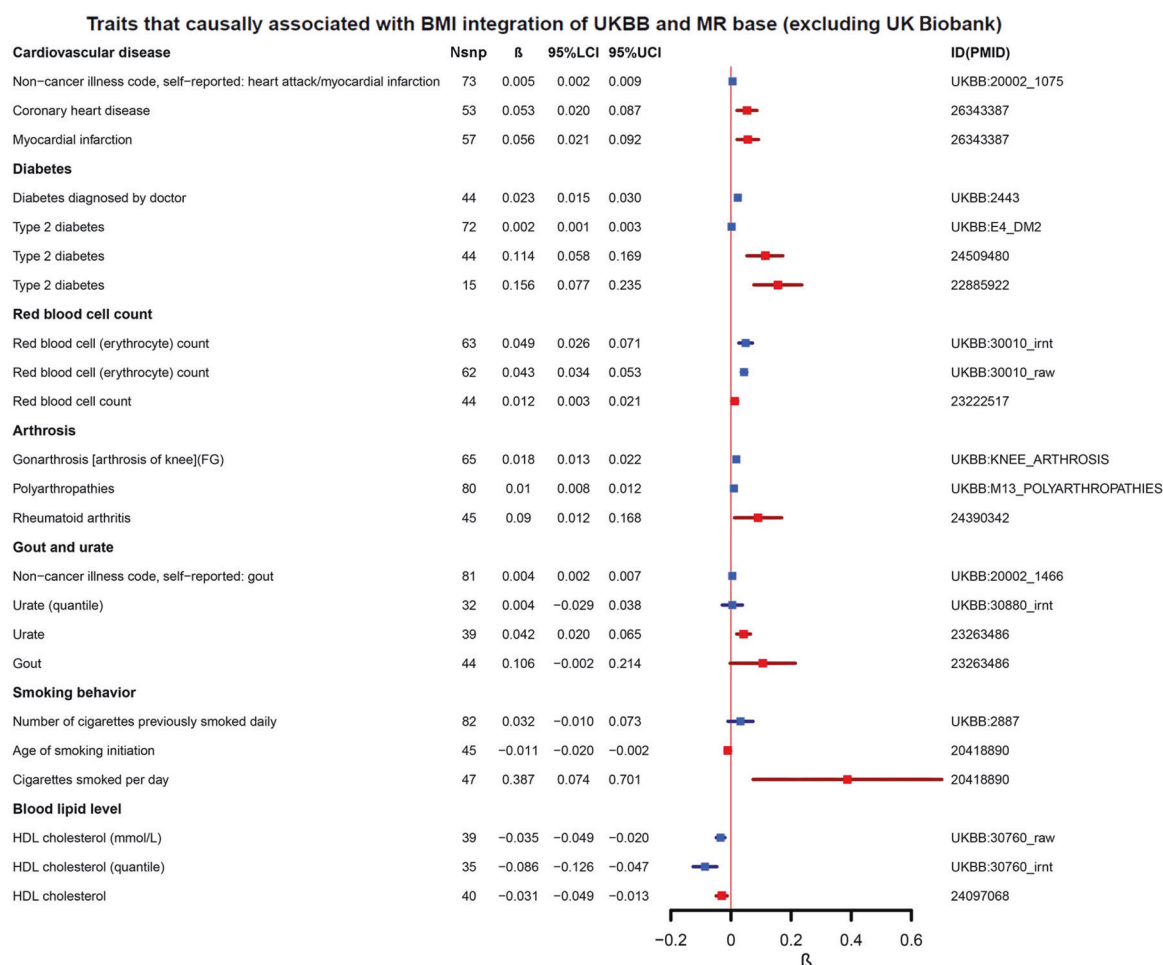 Traits that causally associated with BMI integration of UKBB and MR base (excluding UK Biobank)
Cardiovascular disease Nsnp ß 95%LCI 95%UCI ID(PMID)
Non−cancer illness code, self−reported: heart attack/myocardial infarction 73 0.005 0.002 0.009 UKBB:20002_1075
Coronary heart disease 53 0.053 0.020 0.087 26343387
Myocardial infarction 57 0.056 0.021 0.092 26343387
Diabetes
Diabetes diagnosed by doctor 44 0.023 0.015 0.030 UKBB:2443
Type 2 diabetes 72 0.002 0.001 0.003 UKBB:E4_DM2
Type 2 diabetes 44 0.114 0.058 0.169 24509480
Type 2 diabetes 15 0.156 0.077 0.235 22885922
Red blood cell count
Red blood cell (erythrocyte) count 63 0.049 0.026 0.071 UKBB:30010_irnt
Red blood cell (erythrocyte) count 62 0.043 0.034 0.053 UKBB:30010_raw
Red blood cell count 44 0.012 0.003 0.021 23222517
Arthrosis
Gonarthrosis [arthrosis of knee](FG) 65 0.018 0.013 0.022 UKBB:KNEE_ARTHROSIS
Polyarthropathies 80 0.01 0.008 0.012 UKBB:M13_POLYARTHROPATHIES
Rheumatoid arthritis 45 0.09 0.012 0.168 24390342
Gout and urate
Non−cancer illness code, self−reported: gout 81 0.004 0.002 0.007 UKBB:20002_1466
Urate (quantile) 32 0.004 −0.029 0.038 UKBB:30880_irnt
Urate 39 0.042 0.020 0.065 23263486
Gout 44 0.106 −0.002 0.214 23263486
Smoking behavior
Number of cigarettes previously smoked daily 82 0.032 −0.010 0.073 UKBB:2887
Age of smoking initiation 45 −0.011 −0.020 −0.002 20418890
Cigarettes smoked per day 47 0.387 0.074 0.701 20418890
Blood lipid level
HDL cholesterol (mmol/L) 39 −0.035 −0.049 −0.020 UKBB:30760_raw
HDL cholesterol (quantile) 35 −0.086 −0.126 −0.047 UKBB:30760_irnt
HDL cholesterol 40 −0.031 −0.049 −0.013 24097068
−0.2 0 0.2 0.4 0.6
ß